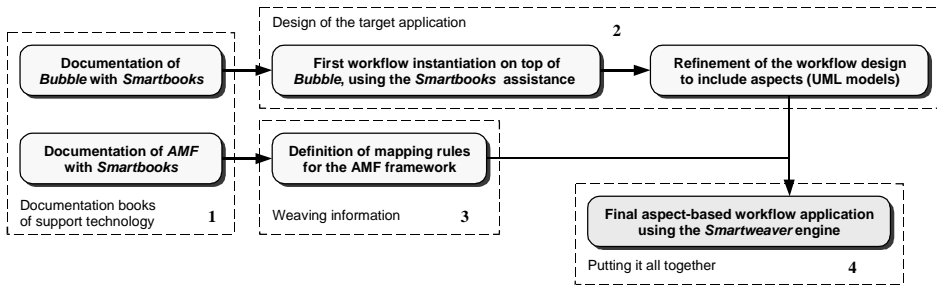 Design of the target application
2
Documentation of
Bubble with Smartbooks
First workflow instantiation on top of
Bubble, using the Smartbooks assistance
Refinement of the workflow design
to include aspects (UML models)
Documentation of AMF
with Smartbooks
Definition of mapping rules
for the AMF framework
Documentation books
of support technology
1
Weaving information
3
Final aspect-based workflow application
using the Smartweaver engine
Putting it all together
4